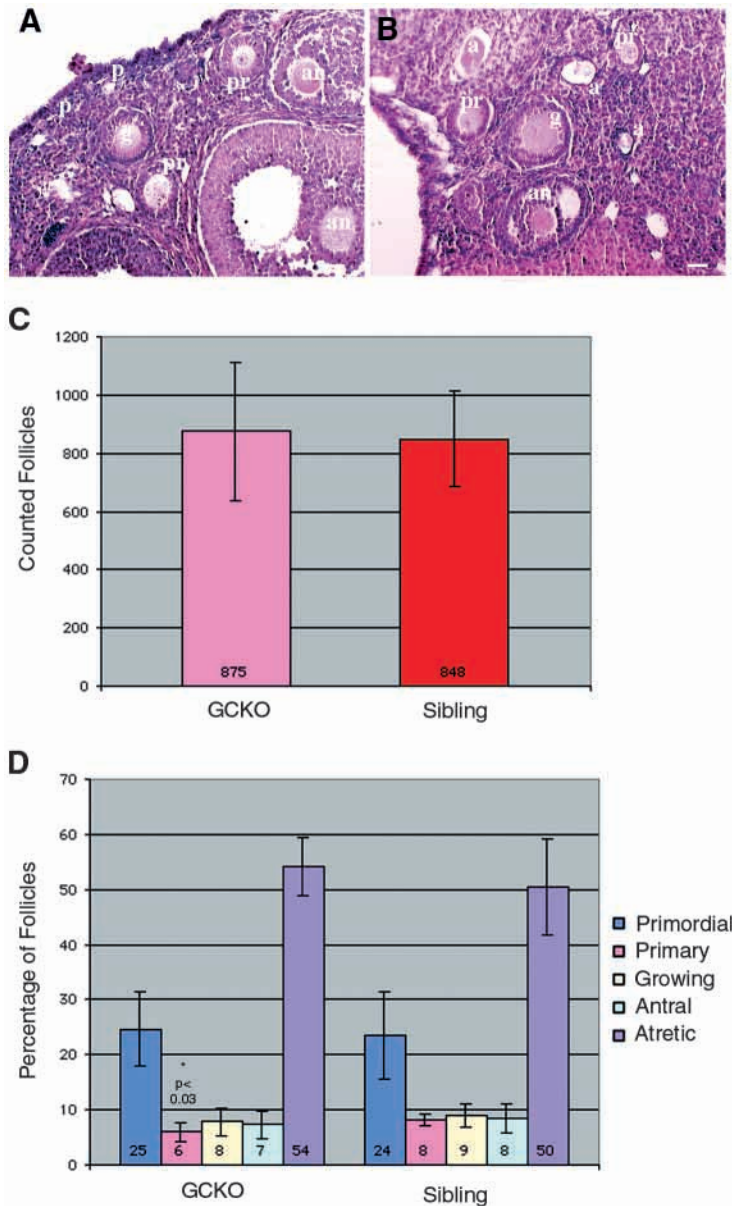 A
p
p
pr
an
g
pr
an
B
a
pr
a
pr
g
a
an
C
Counted Follicles
1200
1000
800
600
400
200
0
875
848
GCKO
Sibling
D
Percentage of Follicles
70
60
50
40
30
20
10
0
*
p<
0.03
25
6
8
7
54
24
8
9
8
50
GCKO
Sibling
Primordial
Primary
Growing
Antral
Atretic